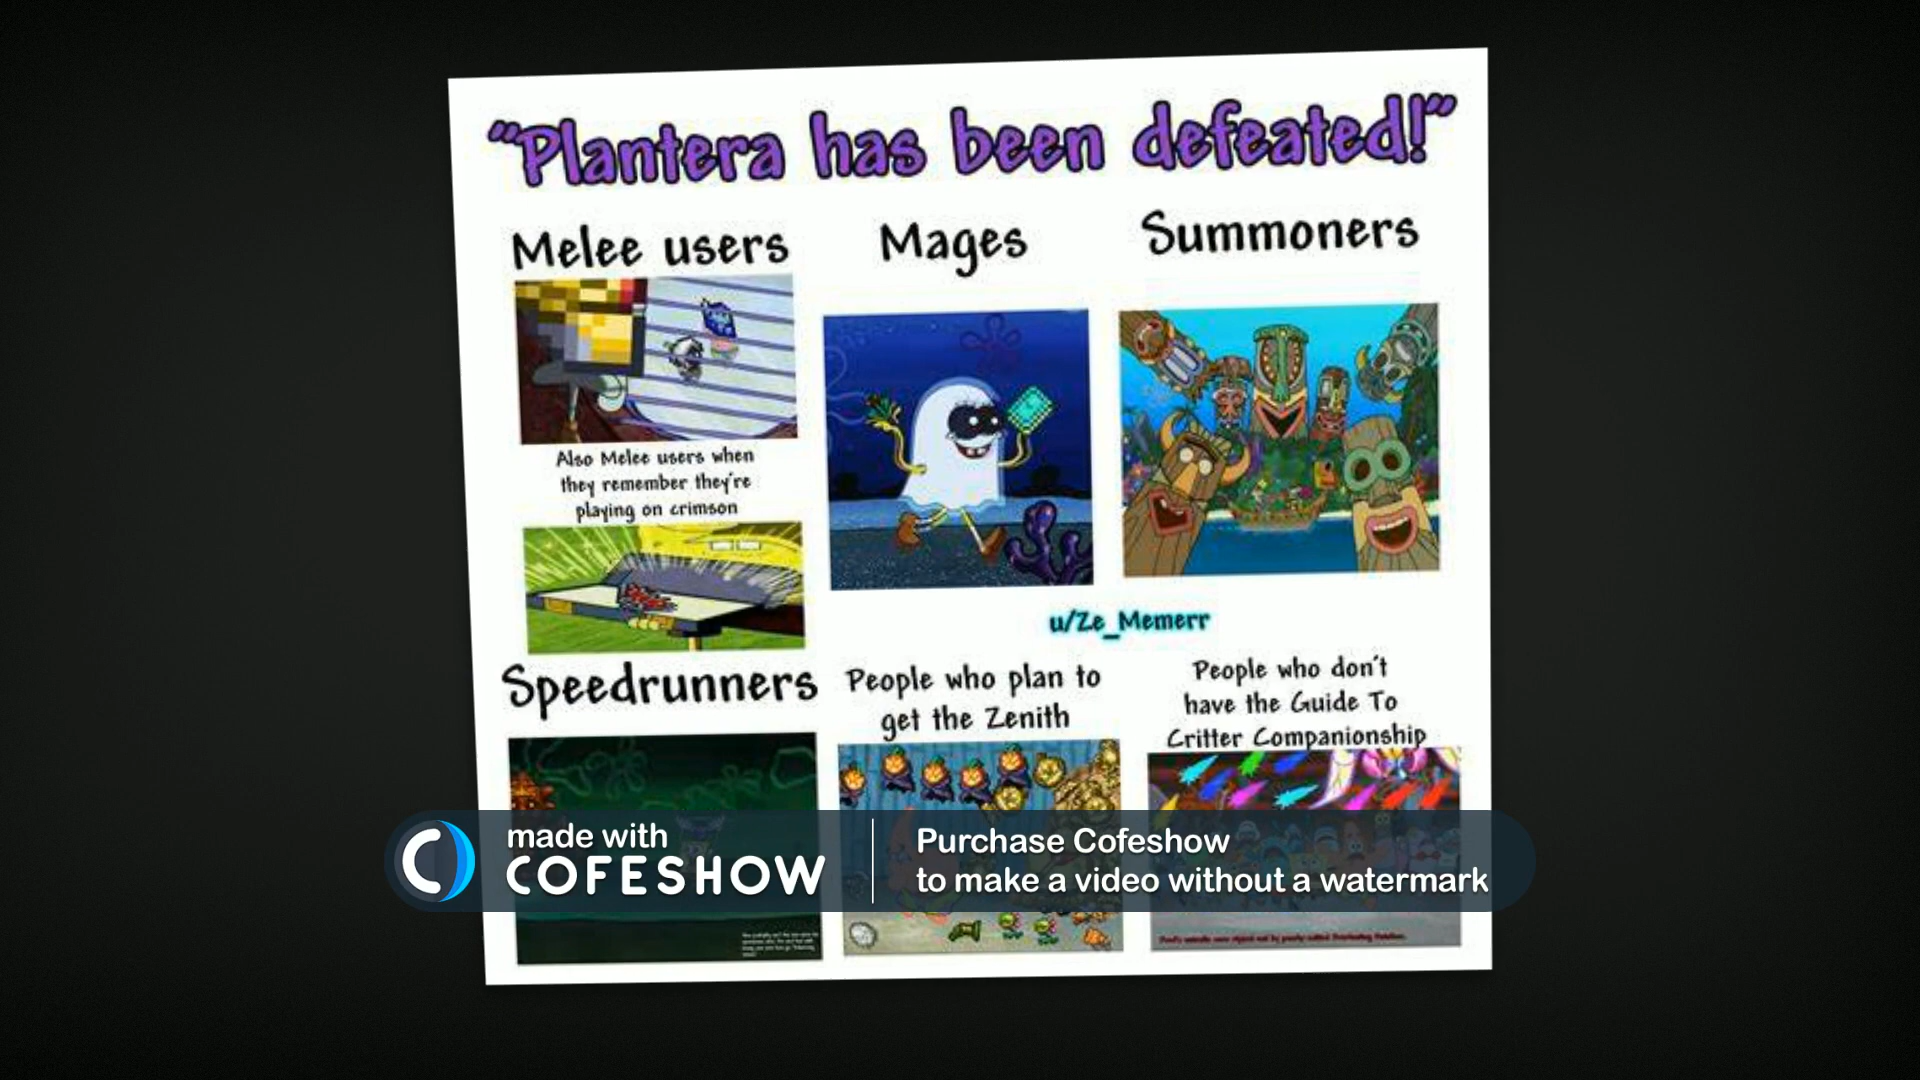 "Plantera has been defeated!"
Melee users
Mages
Summoners
Also Melee users when
they remember they're
playing on crimson
u/Ze_Memerr
Speedrunners
People who plan to
get the Zenith
People who don't
have the Guide To
Critter Companionship
made with
COFESHOW
Purchase Cofeshow
to make a video without a watermark